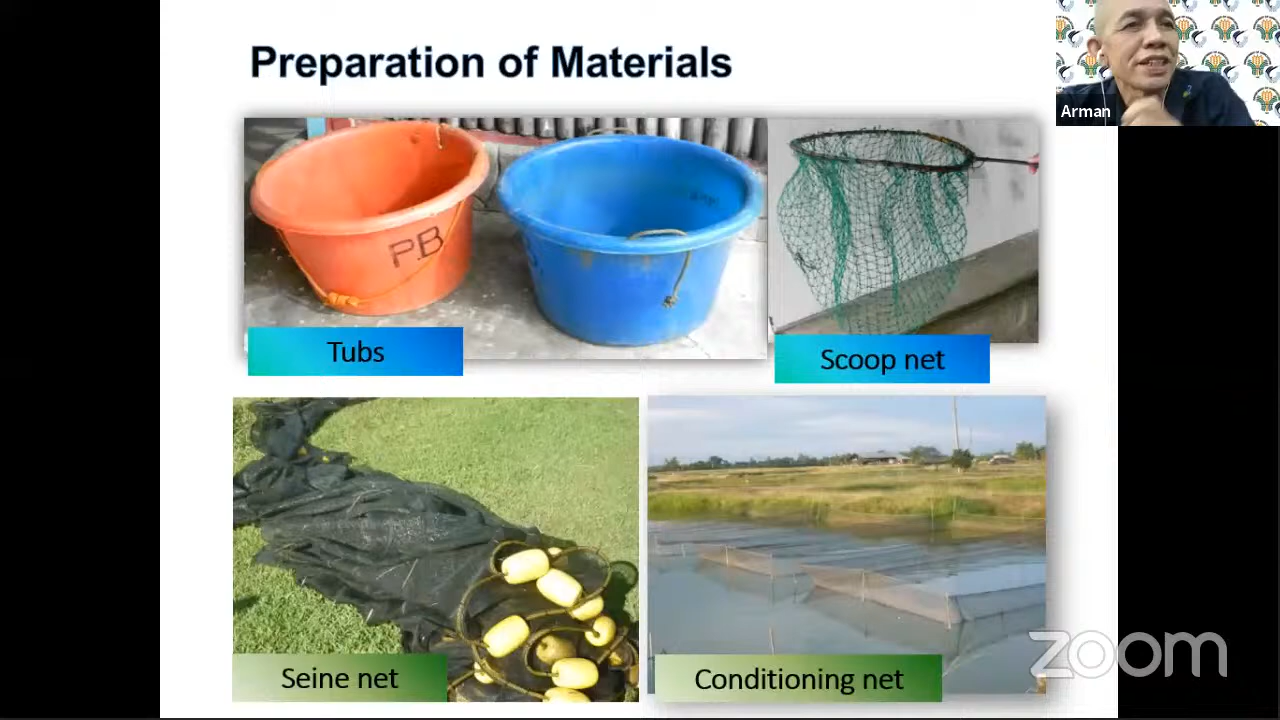 Preparation of Materials
Arman
PB
Tubs
Scoop net
Seine net
Conditioning net
zoom